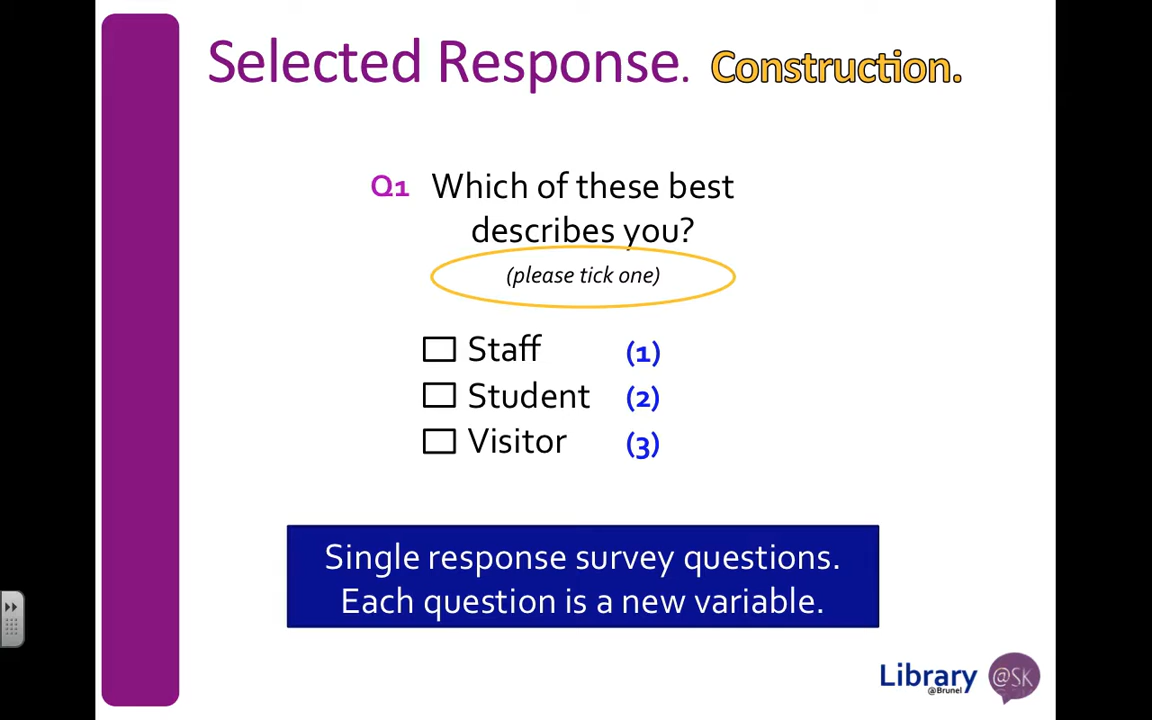 Selected Response. Construction.
Q1 Which of these best
describes you?
(please tick one)
Staff (1)
Student (2)
Visitor (3)
Single response survey questions.
Each question is a new variable.
Library @SK
@Brunel